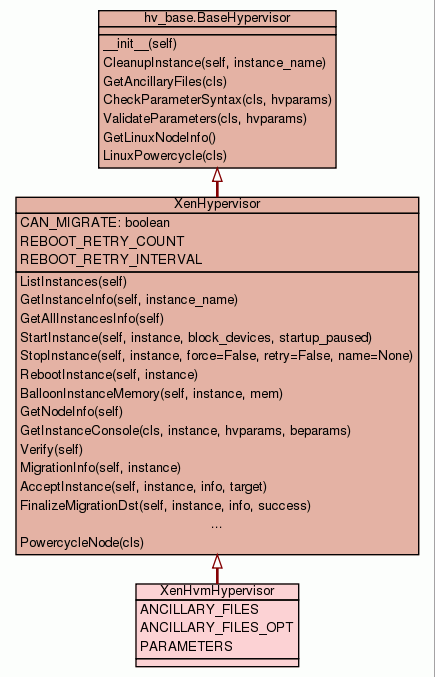 hv_base.BaseHypervisor
__init__(self)
CleanupInstance(self, instance_name)
GetAncillaryFiles(cls)
CheckParameterSyntax(cls, hvparams)
ValidateParameters(cls, hvparams)
GetLinuxNodeInfo()
LinuxPowercycle(cls)
XenHypervisor
CAN_MIGRATE: boolean
REBOOT_RETRY_COUNT
REBOOT_RETRY_INTERVAL
ListInstances(self)
GetInstanceInfo(self, instance_name)
GetAllInstancesInfo(self)
StartInstance(self, instance, block_devices, startup_paused)
StopInstance(self, instance, force=False, retry=False, name=None)
RebootInstance(self, instance)
BalloonInstanceMemory(self, instance, mem)
GetNodeInfo(self)
GetInstanceConsole(cls, instance, hvparams, beparams)
Verify(self)
MigrationInfo(self, instance)
AcceptInstance(self, instance, info, target)
FinalizeMigrationDst(self, instance, info, success)
...
PowercycleNode(cls)
XenHvmHypervisor
ANCILLARY_FILES
ANCILLARY_FILES_OPT
PARAMETERS